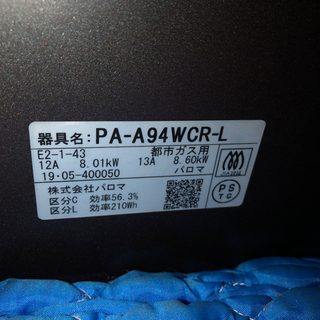 器具名:PA-A94WCR-L
E2-1-43 都市ガス用
12A 8.01kW 13A 8.60kW
19・05-400050 パロマ
株式会社パロマ
区分C 効率56.3%
区分L 効率210Wh
PS
TG